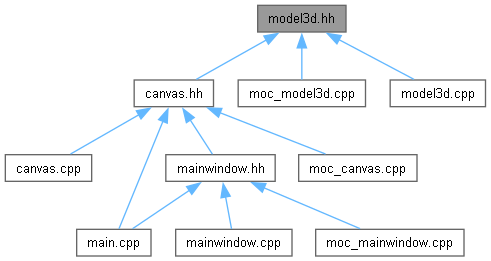 model3d.hh
canvas.hh
moc_model3d.cpp
model3d.cpp
canvas.cpp
mainwindow.hh
moc_canvas.cpp
main.cpp
mainwindow.cpp
moc_mainwindow.cpp